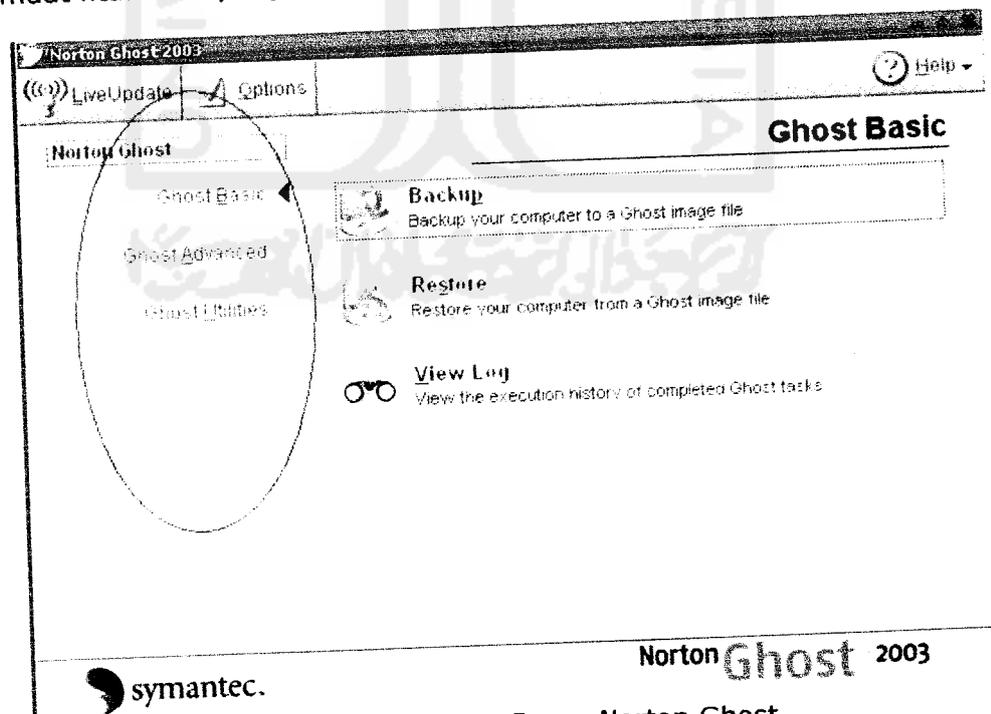 Norton Ghost 2003
LiveUpdate Options Help
Ghost Basic
Norton Ghost
Ghost Basic
Ghost Advanced
Ghost Utilities
Backup
Backup your computer to a Ghost image file
Restore
Restore your computer from a Ghost image file
View Log
View the execution history of completed Ghost tasks
symantec.
Norton Ghost 2003
Norton Ghost